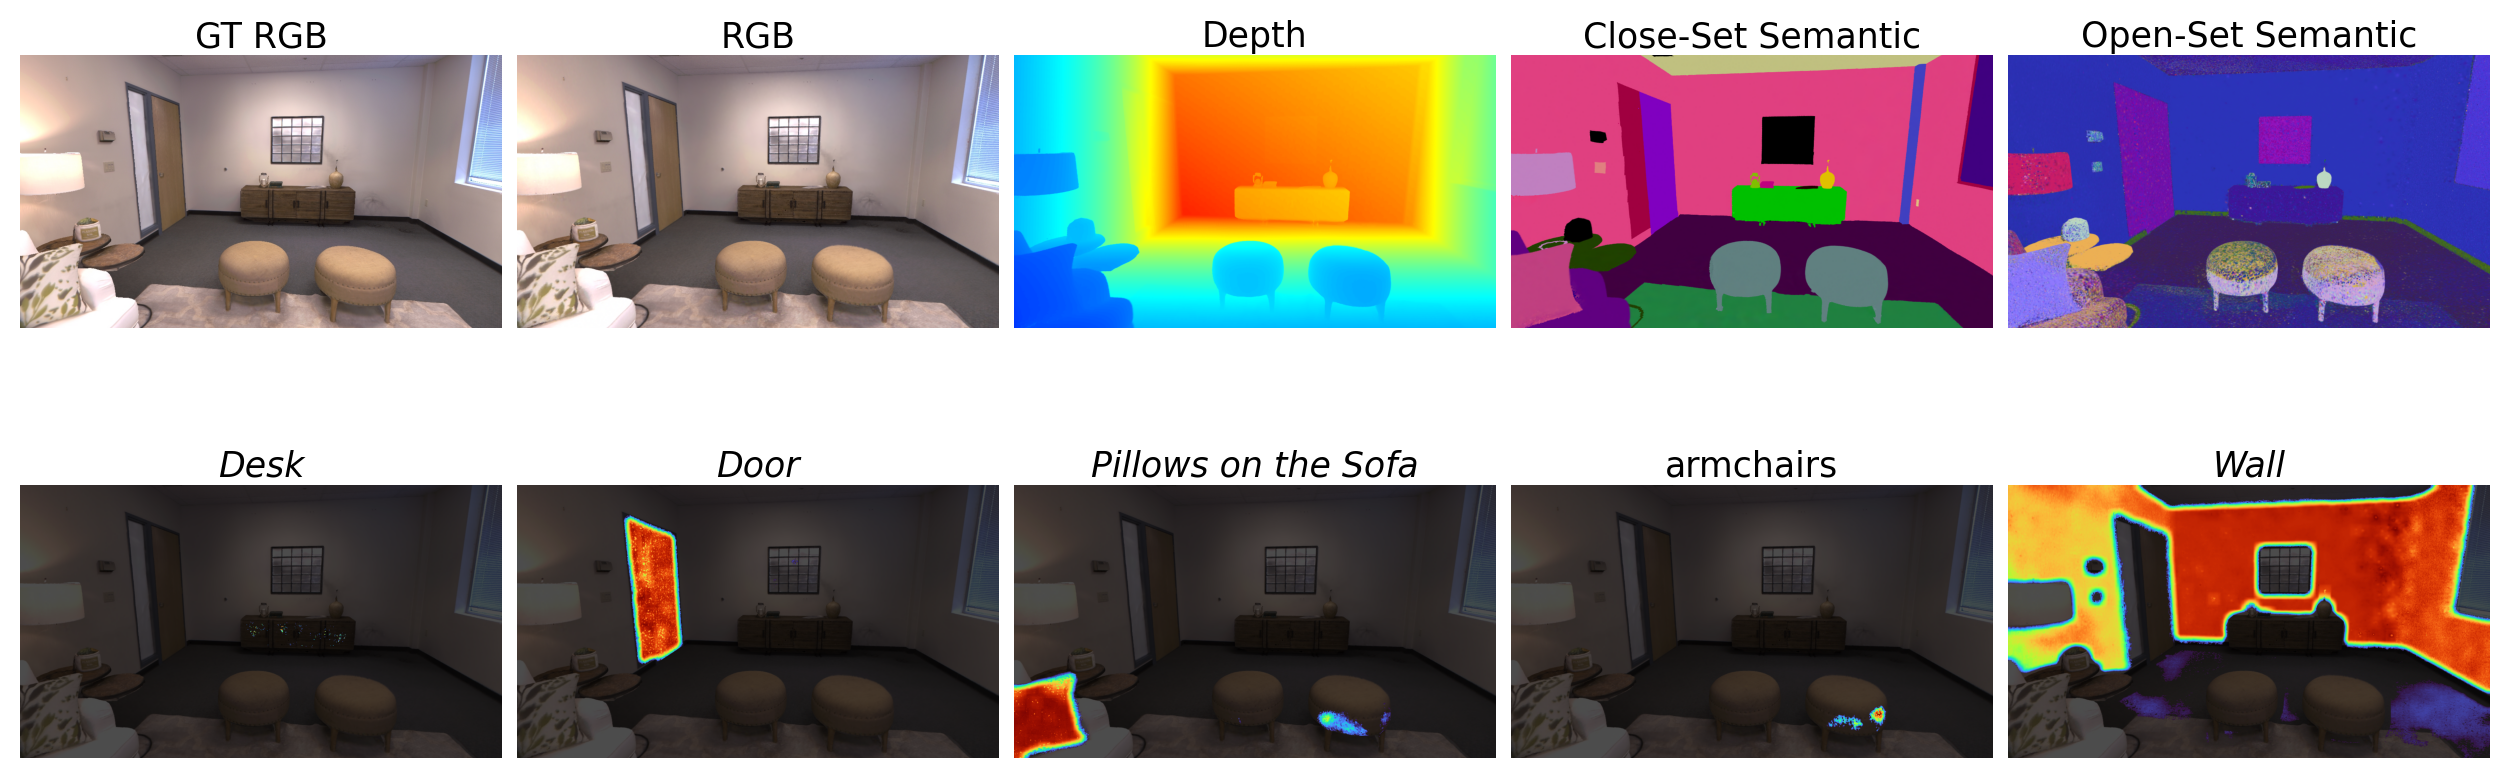 GT RGB
RGB
Depth
Close-Set Semantic
Open-Set Semantic
Desk
Door
Pillows on the Sofa
armchairs
Wall